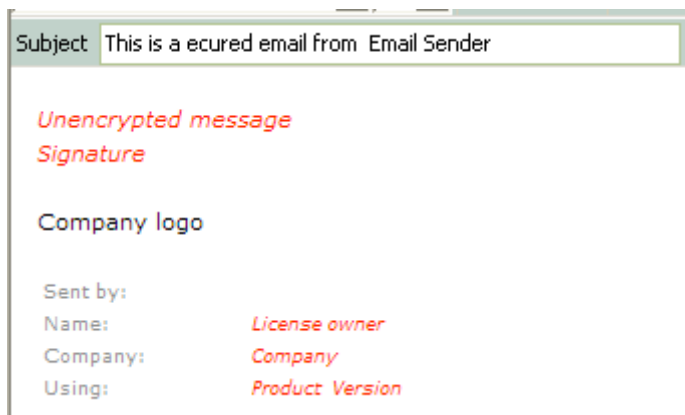 Subject This is a ecured email from Email Sender
Unencrypted message
Signature
Company logo
Sent by:
Name: License owner
Company: Company
Using: Product Version